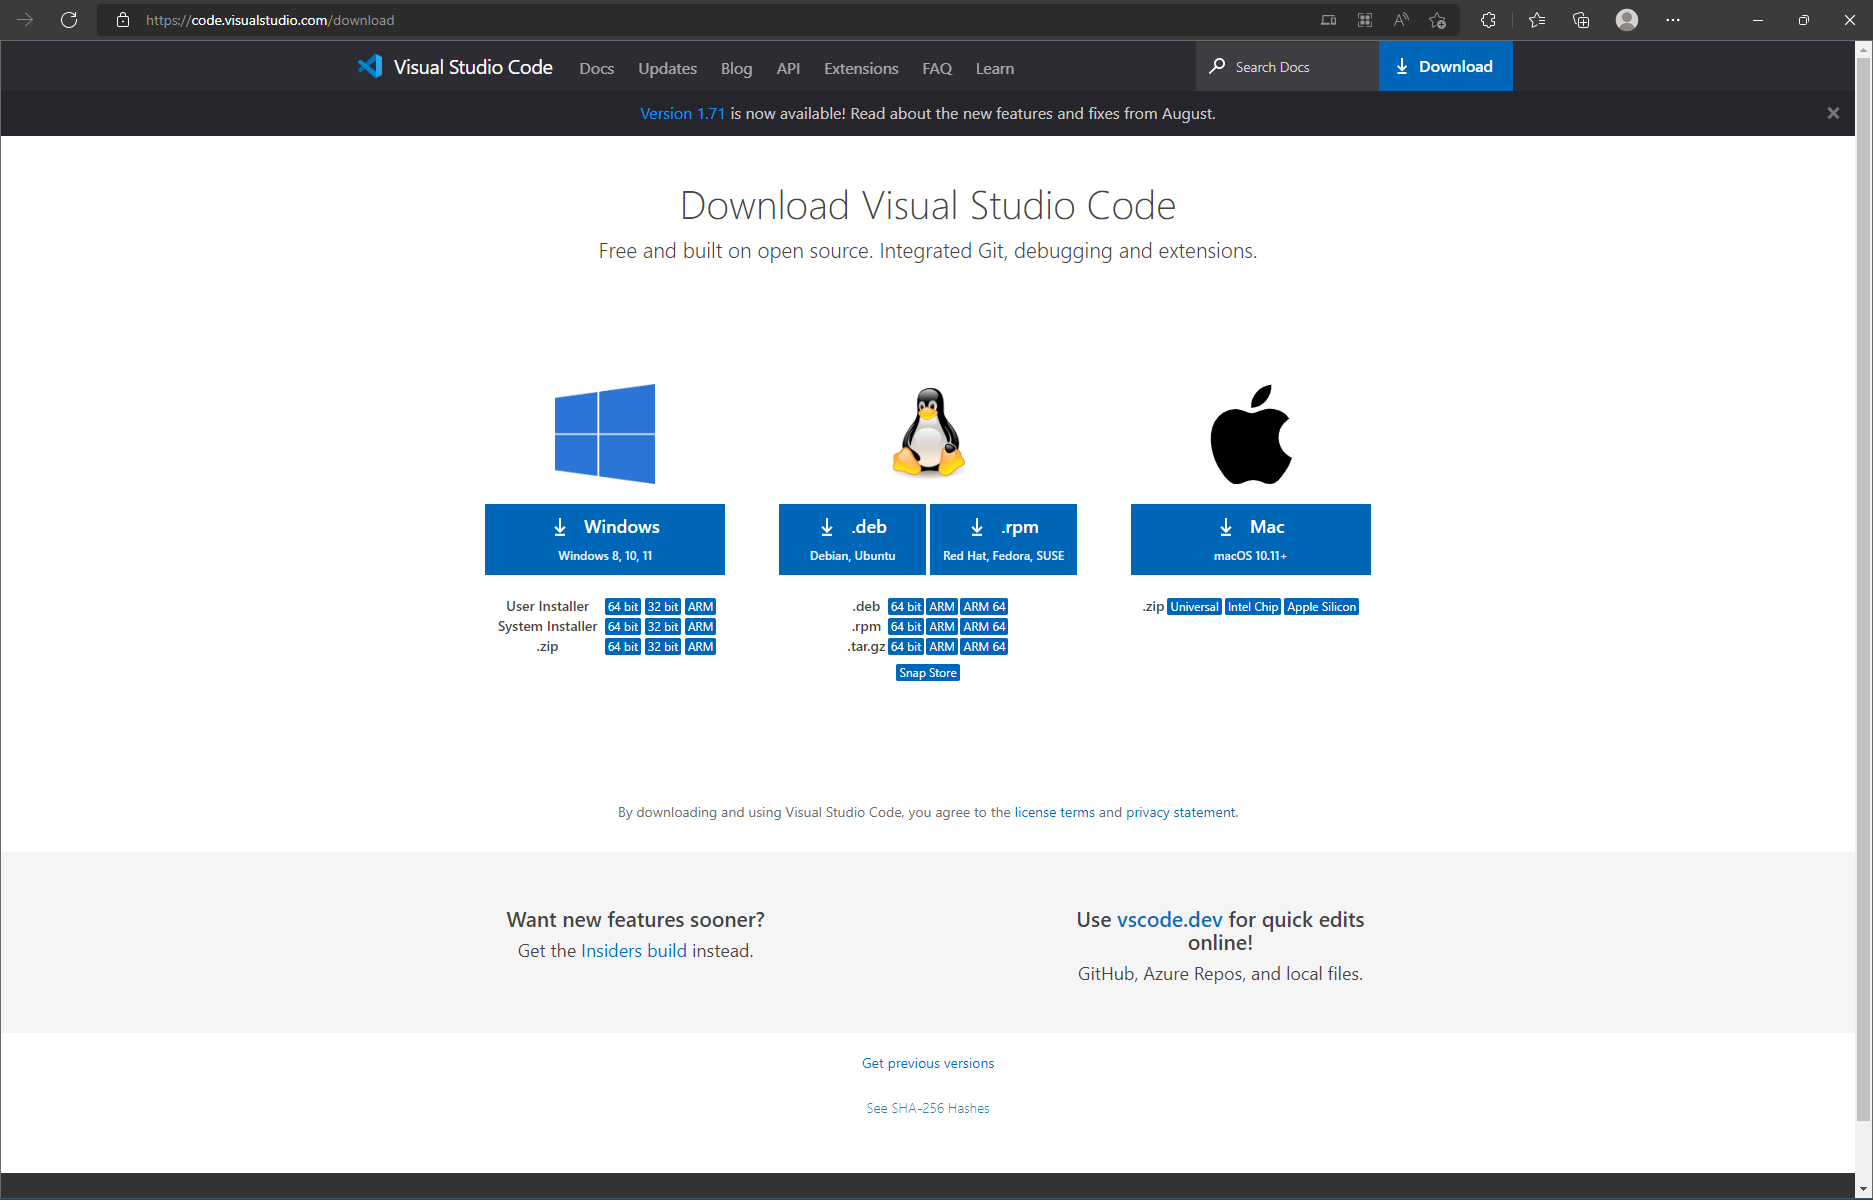 https://code.visualstudio.com/download
Visual Studio Code Docs Updates Blog API Extensions FAQ Learn Search Docs Download
Version 1.71 is now available! Read about the new features and fixes from August.
Download Visual Studio Code
Free and built on open source. Integrated Git, debugging and extensions.
Windows
Windows 8, 10, 11
User Installer 64 bit 32 bit ARM
System Installer 64 bit 32 bit ARM
.zip 64 bit 32 bit ARM
.deb
Debian, Ubuntu
.rpm
Red Hat, Fedora, SUSE
.deb 64 bit ARM ARM 64
.rpm 64 bit ARM ARM 64
.tar.gz 64 bit ARM ARM 64
Snap Store
Mac
macOS 10.11+
.zip Universal Intel Chip Apple Silicon
By downloading and using Visual Studio Code, you agree to the license terms and privacy statement.
Want new features sooner?
Get the Insiders build instead.
Use vscode.dev for quick edits
online!
GitHub, Azure Repos, and local files.
Get previous versions
See SHA-256 Hashes